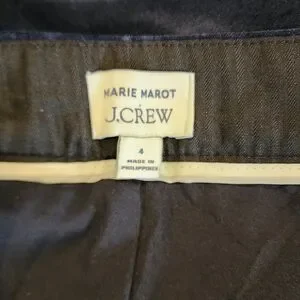 MARIE MAROT
J.CREW
4
MADE IN
PHILIPPINES